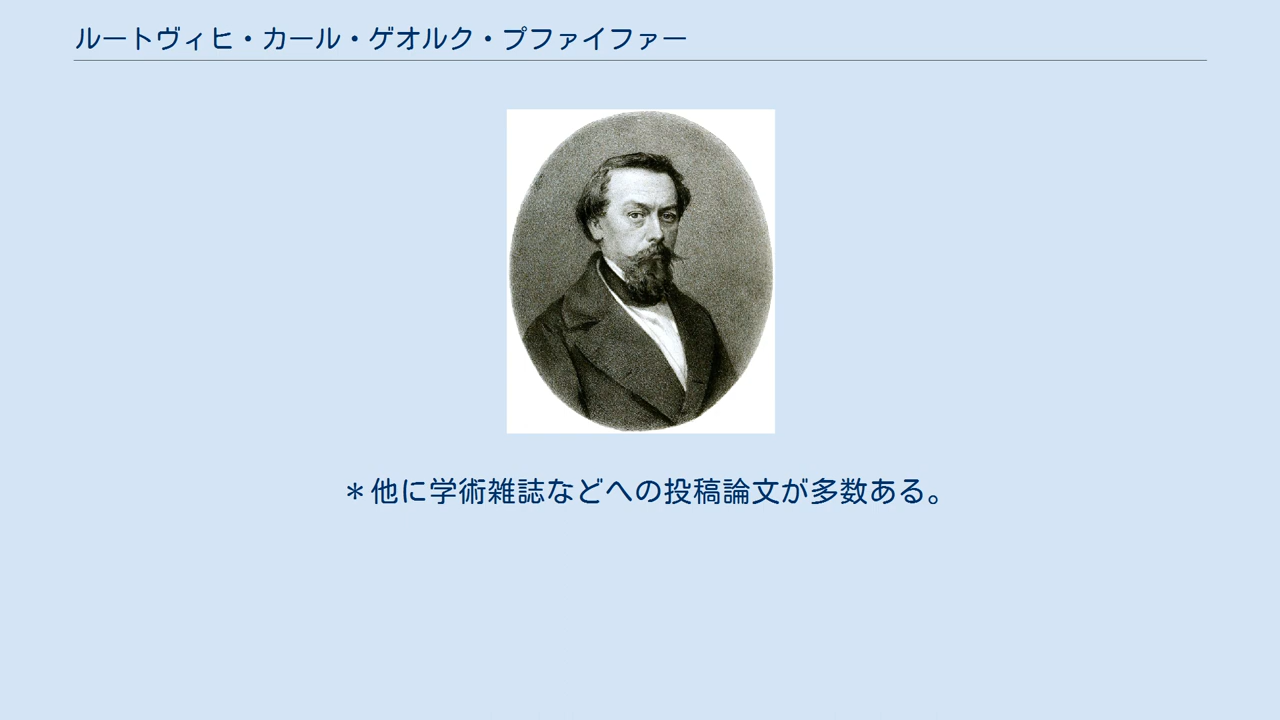 ルートヴィヒ・カール・ゲオルク・プファイファー
＊他に学術雑誌などへの投稿論文が多数ある。